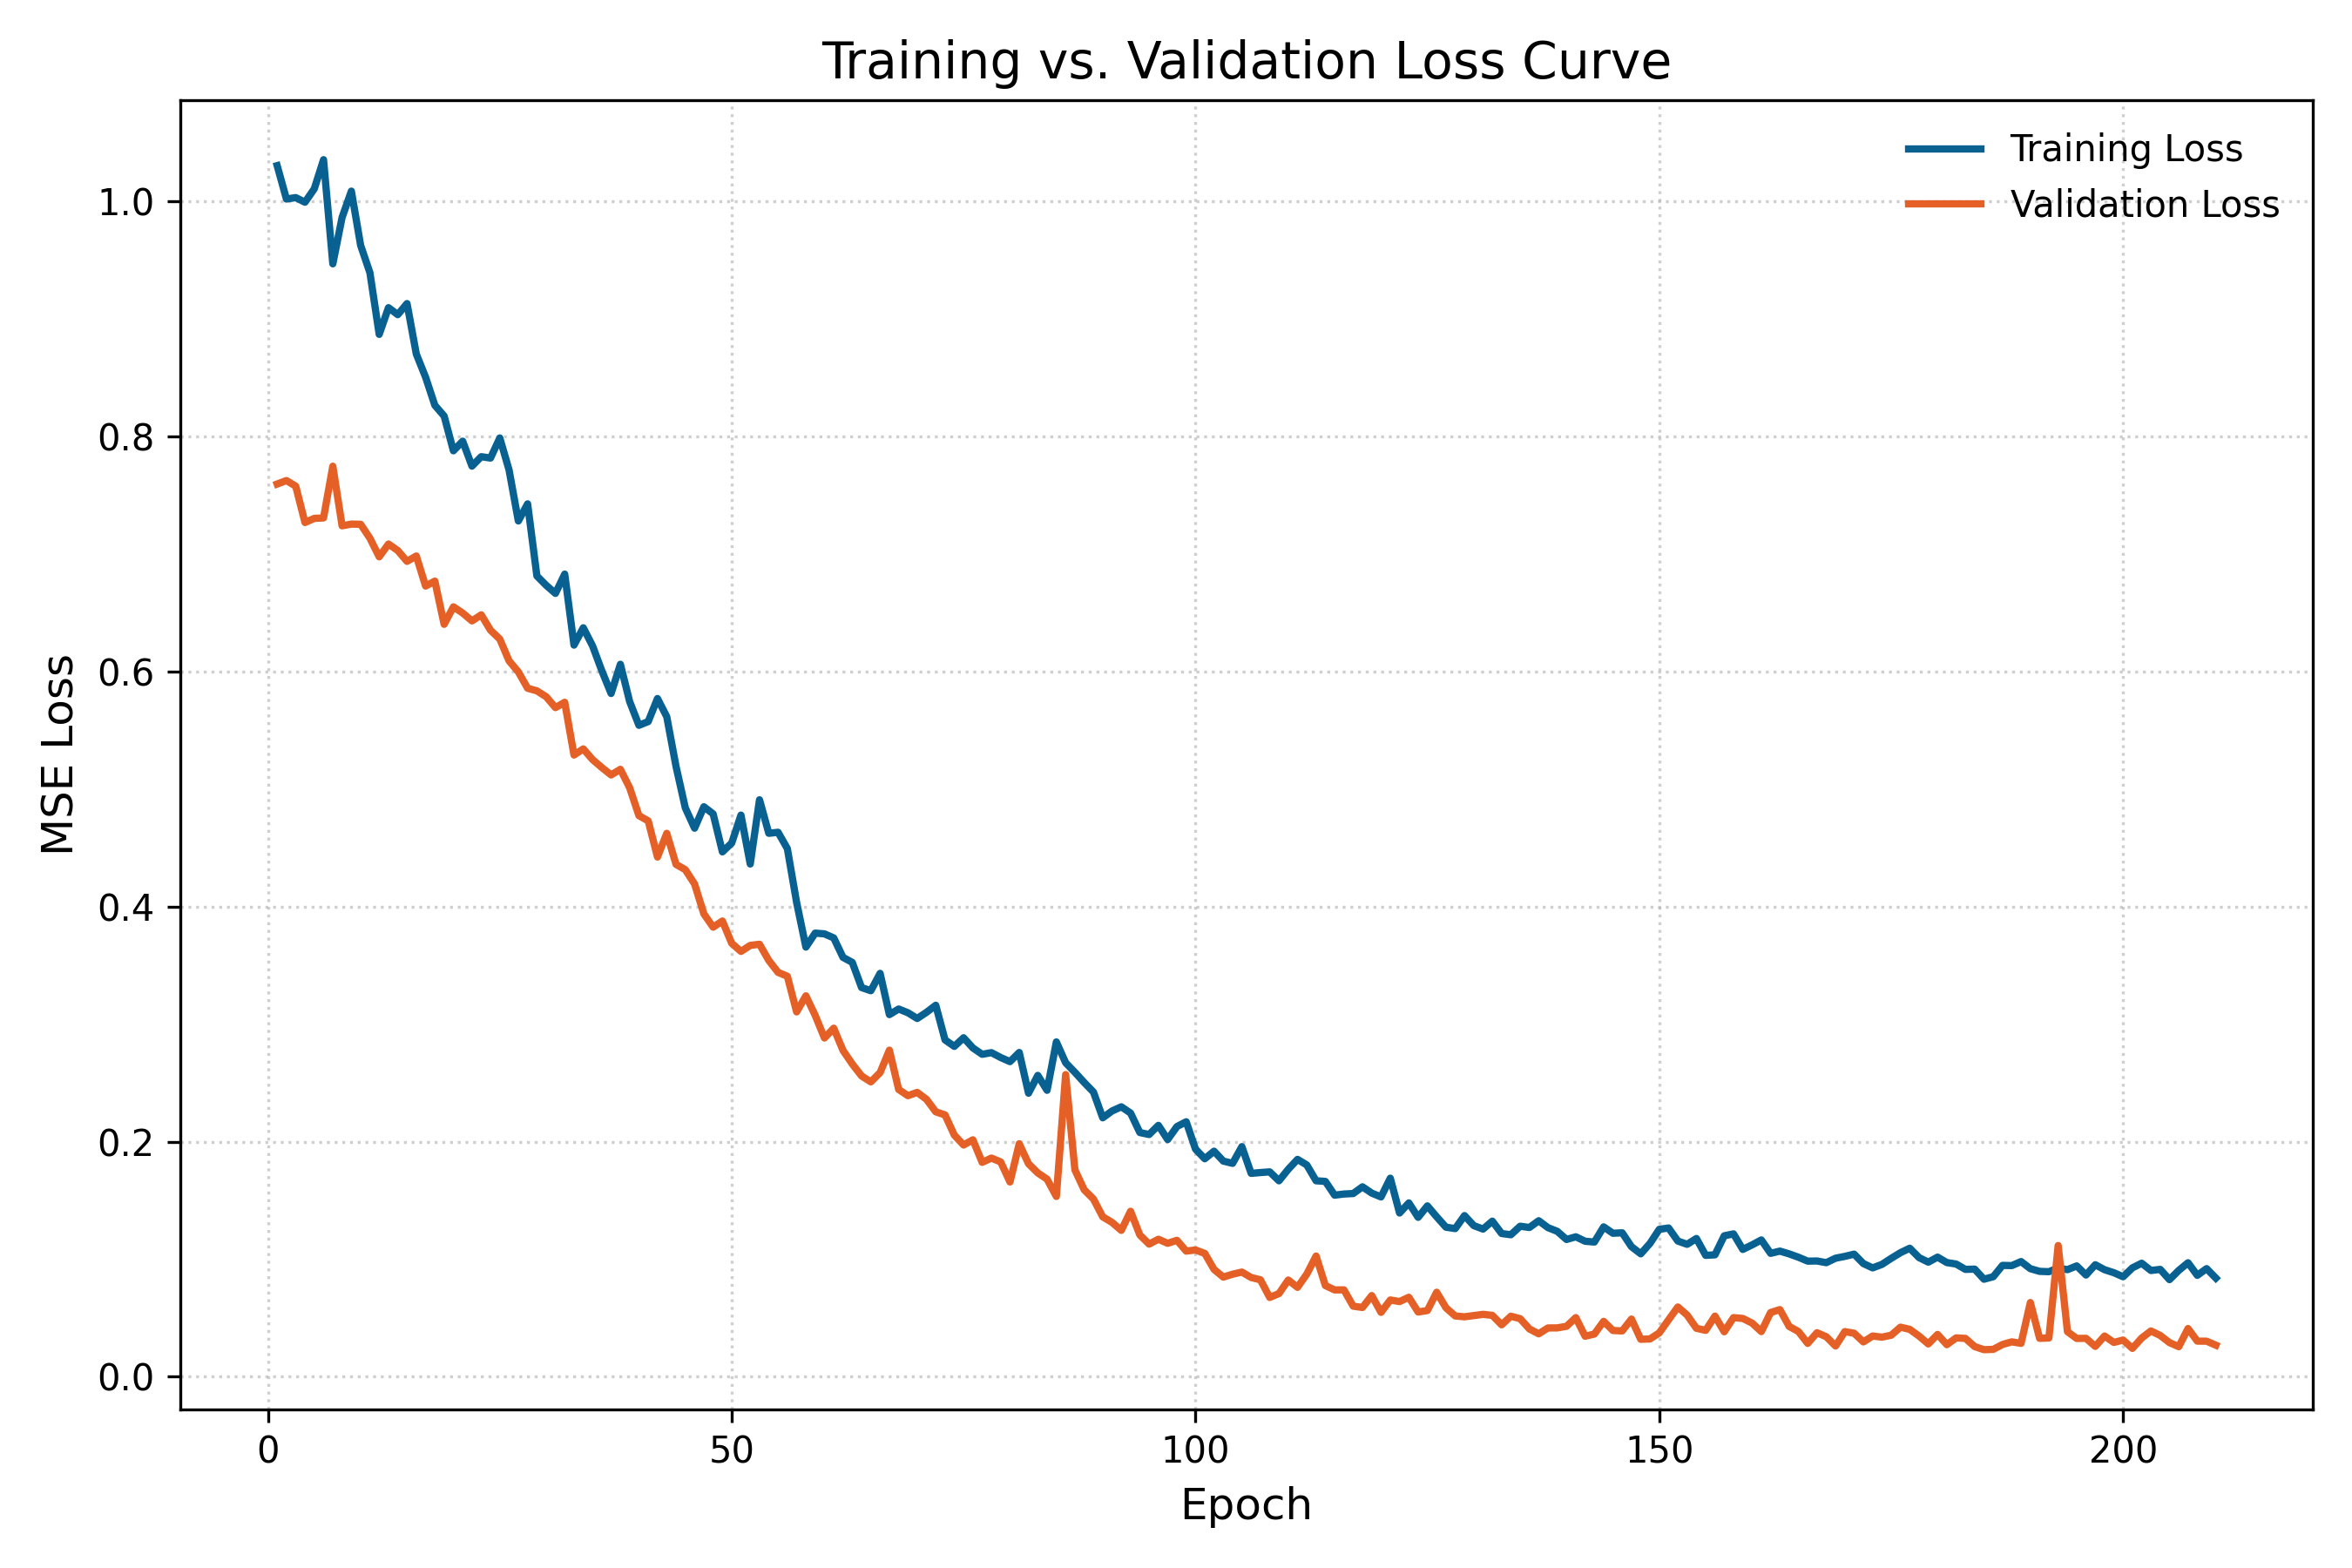 Training vs. Validation Loss Curve
Training Loss
Validation Loss
1.0
0.8
0.6
0.4
0.2
0.0
MSE Loss
0 50 100 150 200
Epoch